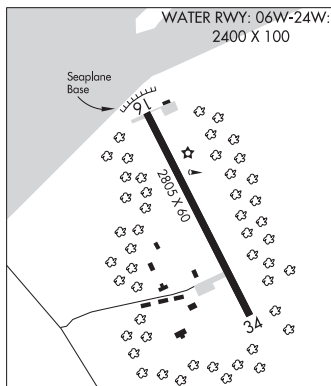 WATER RWY: 06W-24W:
2400 X 100
Seaplane
Base
16
2805 X 60
34